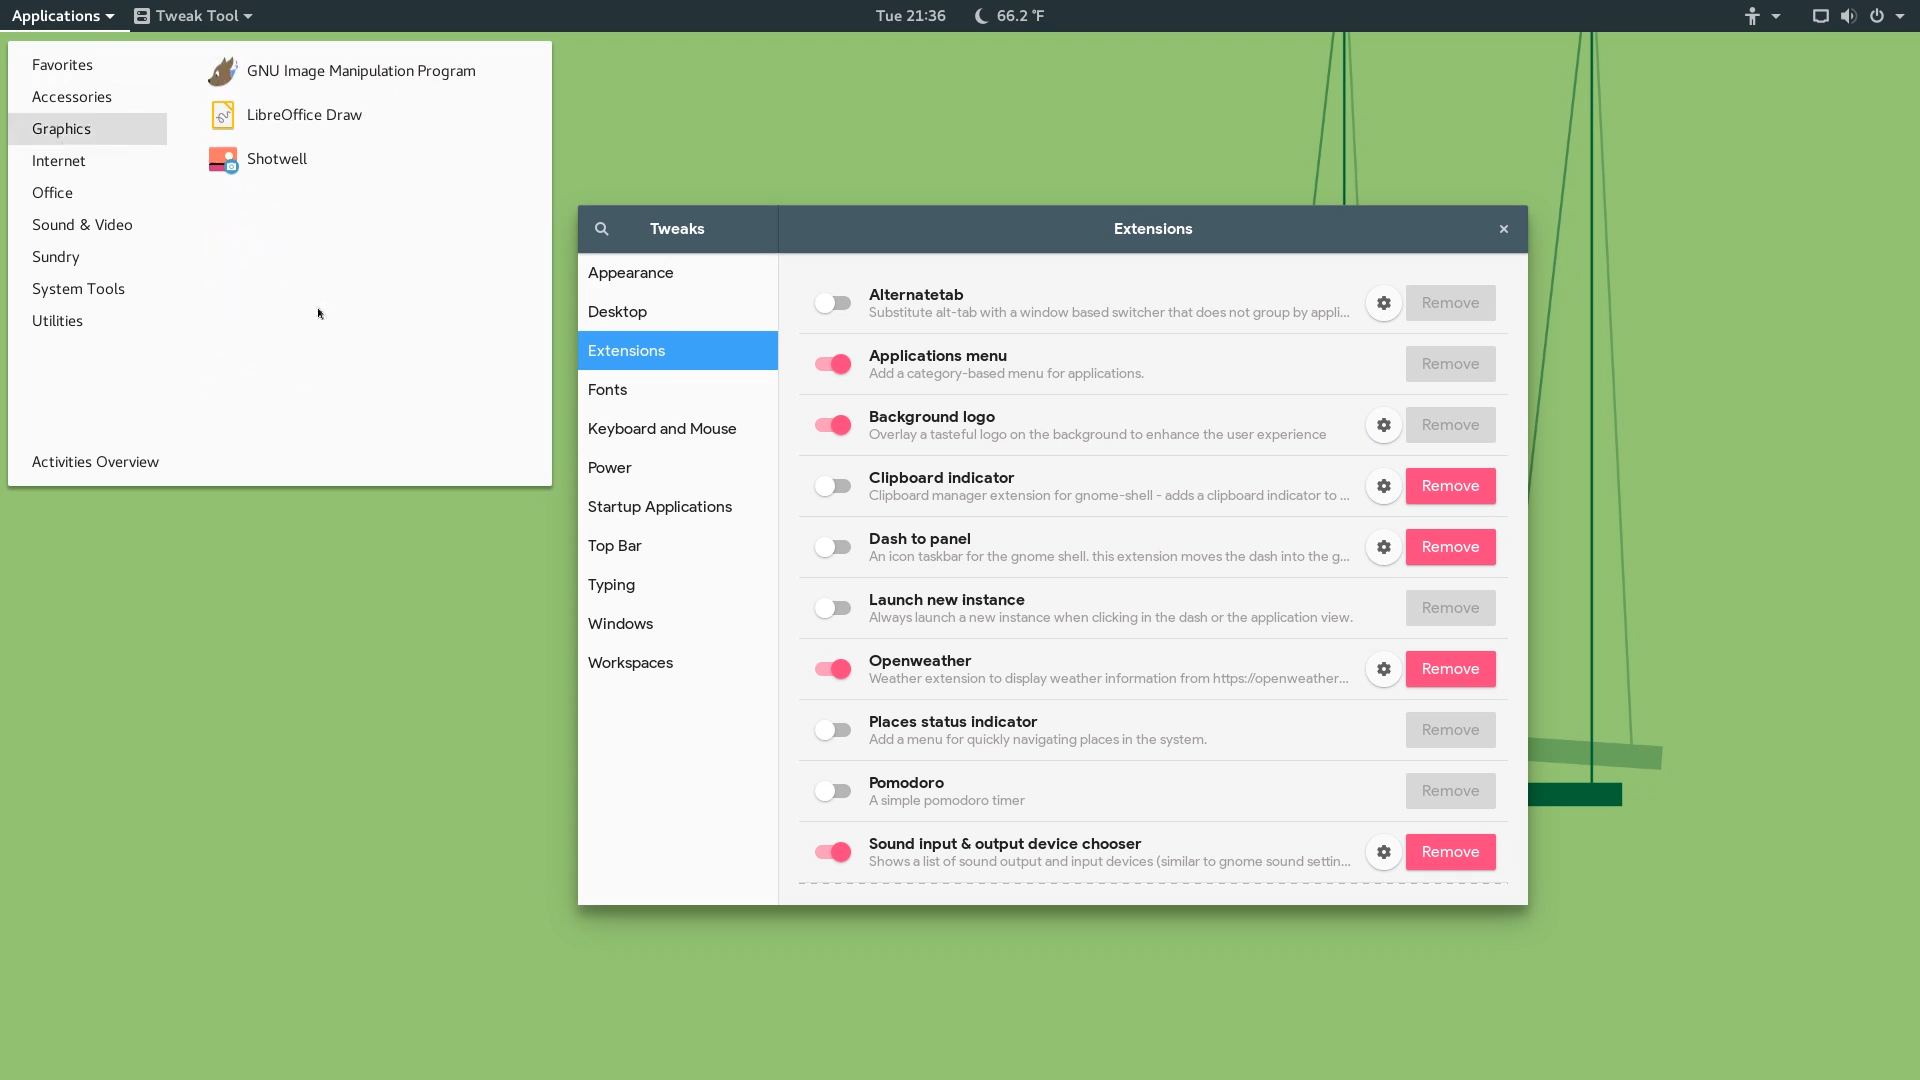 Applications Tweak Tool Tue 21:36 66.2 °F
Favorites
Accessories
Graphics
Internet
Office
Sound & Video
Sundry
System Tools
Utilities
Activities Overview
GNU Image Manipulation Program
LibreOffice Draw
Shotwell
Tweaks
Extensions
Appearance
Desktop
Extensions
Fonts
Keyboard and Mouse
Power
Startup Applications
Top Bar
Typing
Windows
Workspaces
Alternatetab
Substitute alt-tab with a window based switcher that does not group by appli...
Remove
Applications menu
Add a category-based menu for applications.
Remove
Background logo
Overlay a tasteful logo on the background to enhance the user experience
Remove
Clipboard indicator
Clipboard manager extension for gnome-shell - adds a clipboard indicator to ...
Remove
Dash to panel
An icon taskbar for the gnome shell. this extension moves the dash into the g...
Remove
Launch new instance
Always launch a new instance when clicking in the dash or the application view.
Remove
Openweather
Weather extension to display weather information from https://openweather...
Remove
Places status indicator
Add a menu for quickly navigating places in the system.
Remove
Pomodoro
A simple pomodoro timer
Remove
Sound input & output device chooser
Shows a list of sound output and input devices (similar to gnome sound settin...
Remove